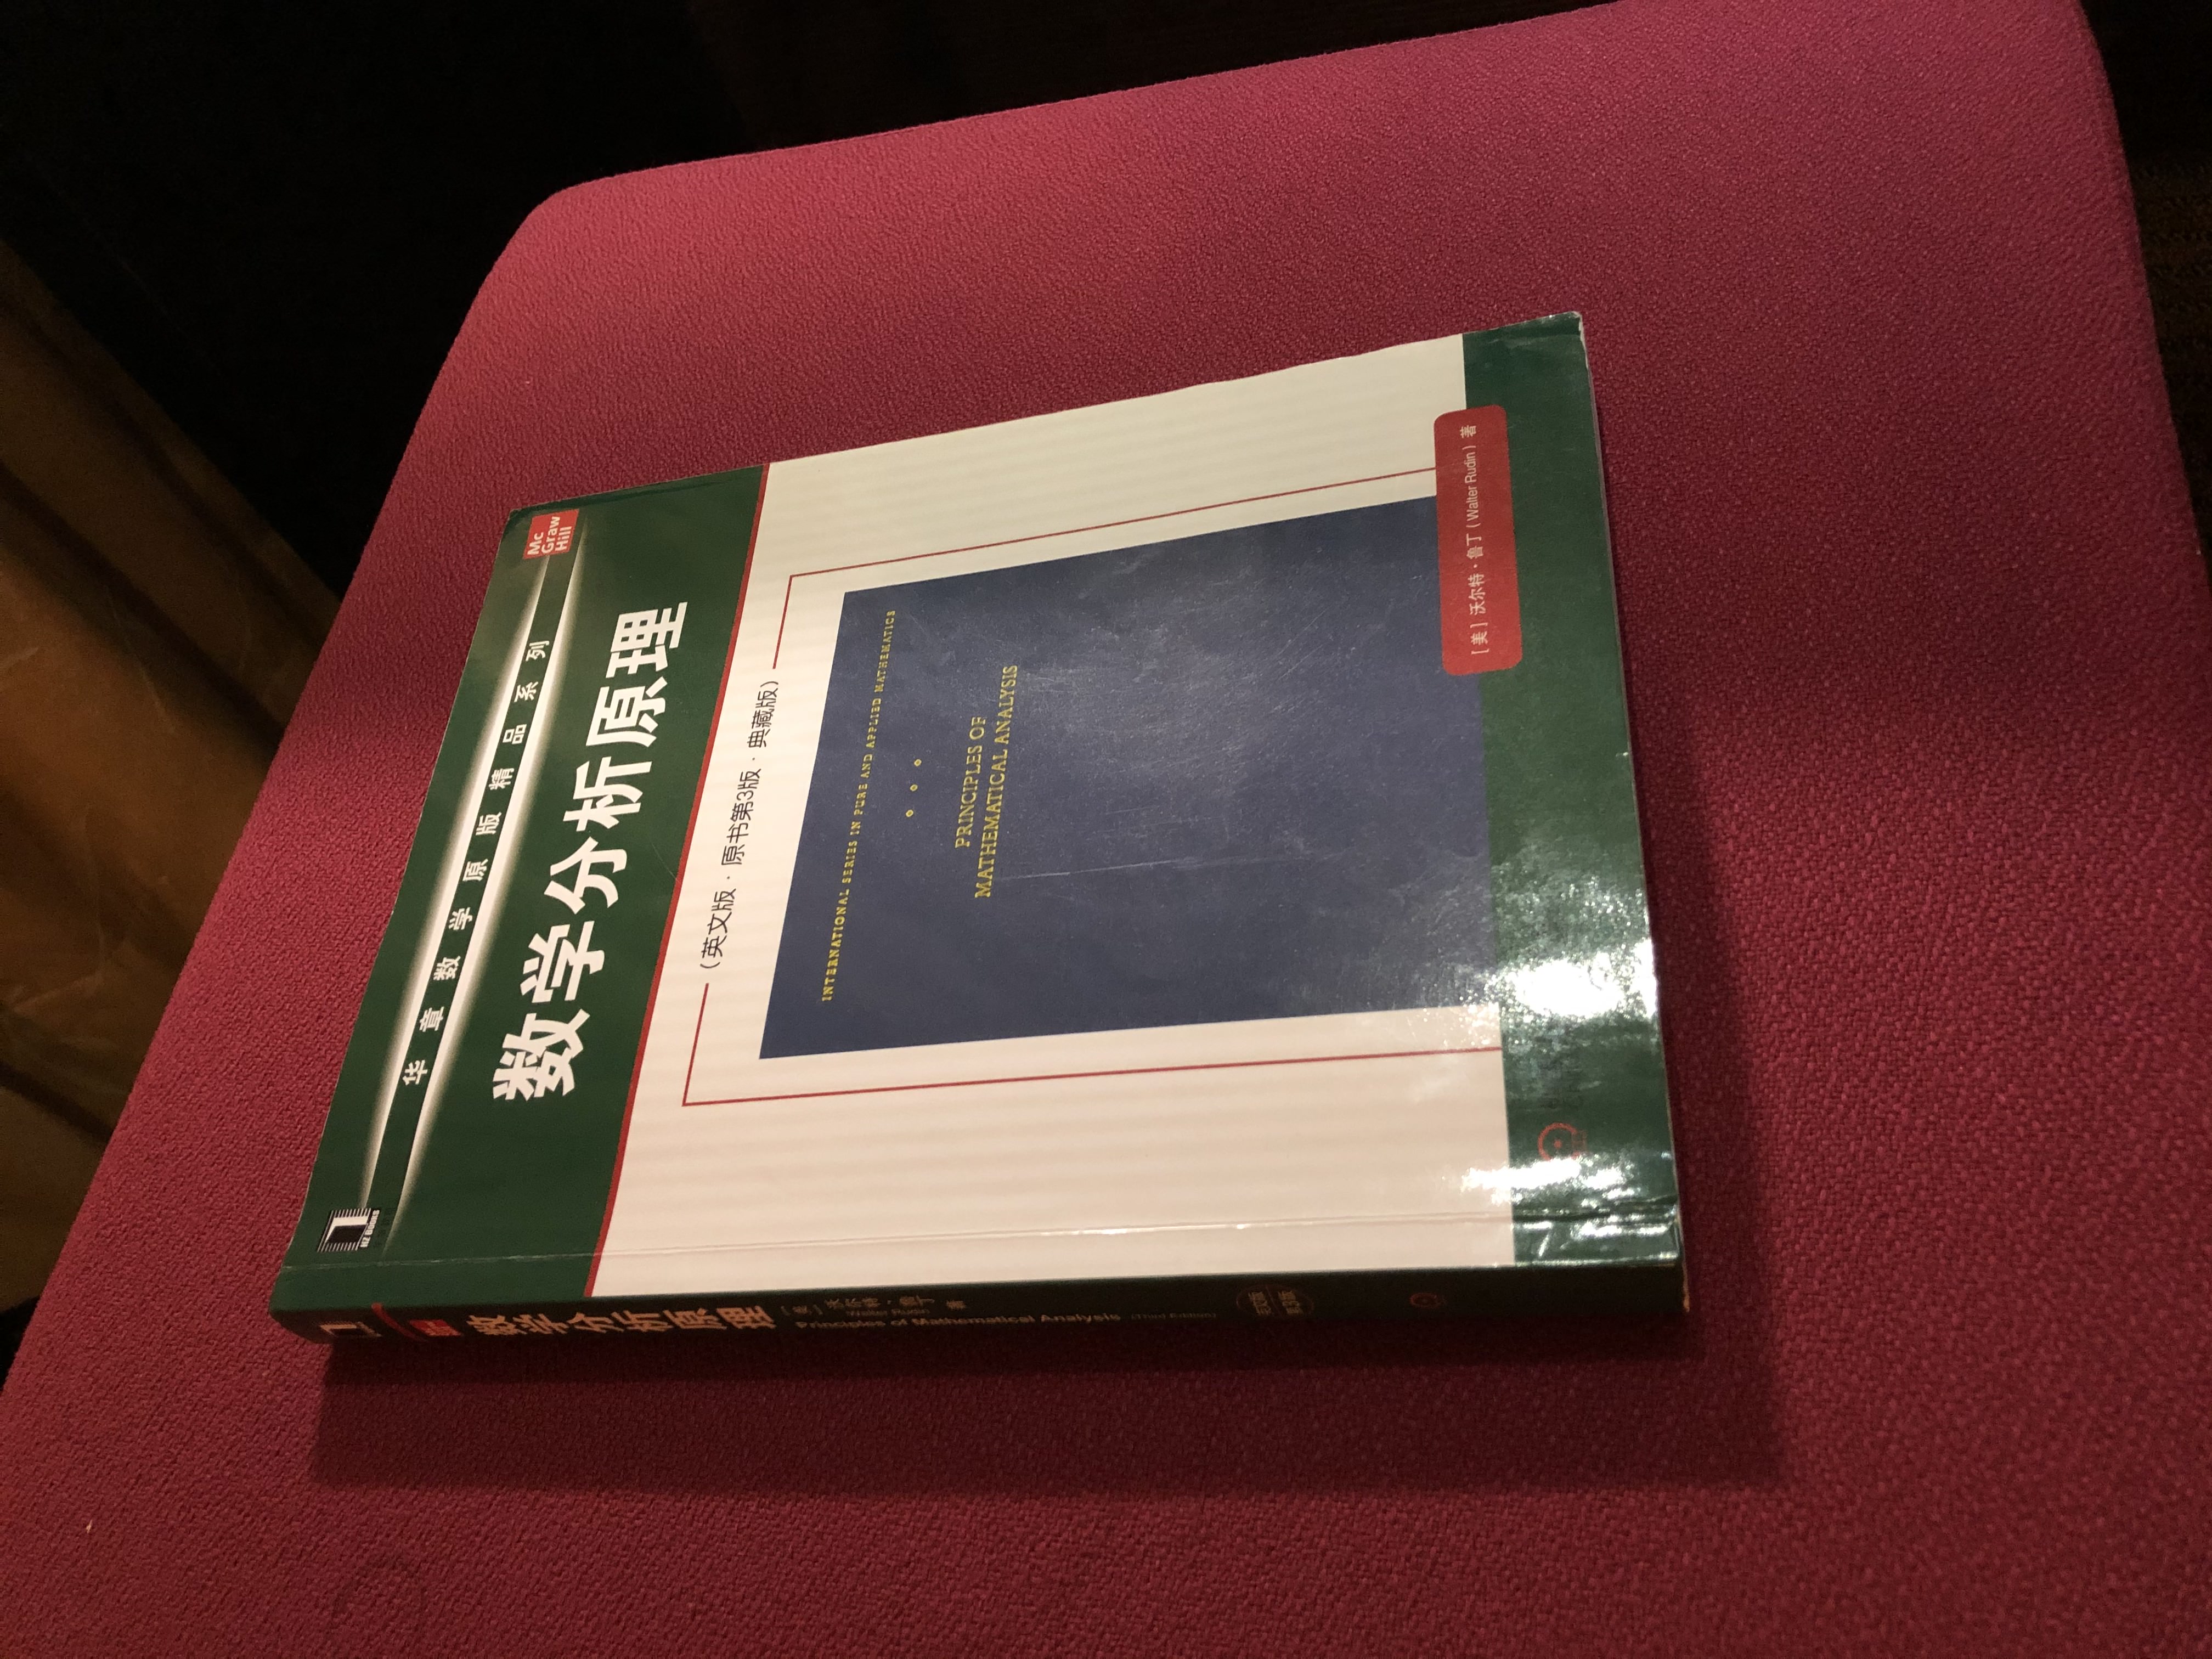 HZ BOOKS
华章数学原版精品系列
Mc
Graw
Hill
数学分析原理
（英文版·原书第3版·典藏版）
INTERNATIONAL SERIES IN PURE AND APPLIED MATHEMATICS
PRINCIPLES OF
MATHEMATICAL ANALYSIS
［美］沃尔特·鲁丁（Walter Rudin）著
数学分析原理
［美］沃尔特·鲁丁 著
Principles of Mathematical Analysis
英文版
第3版